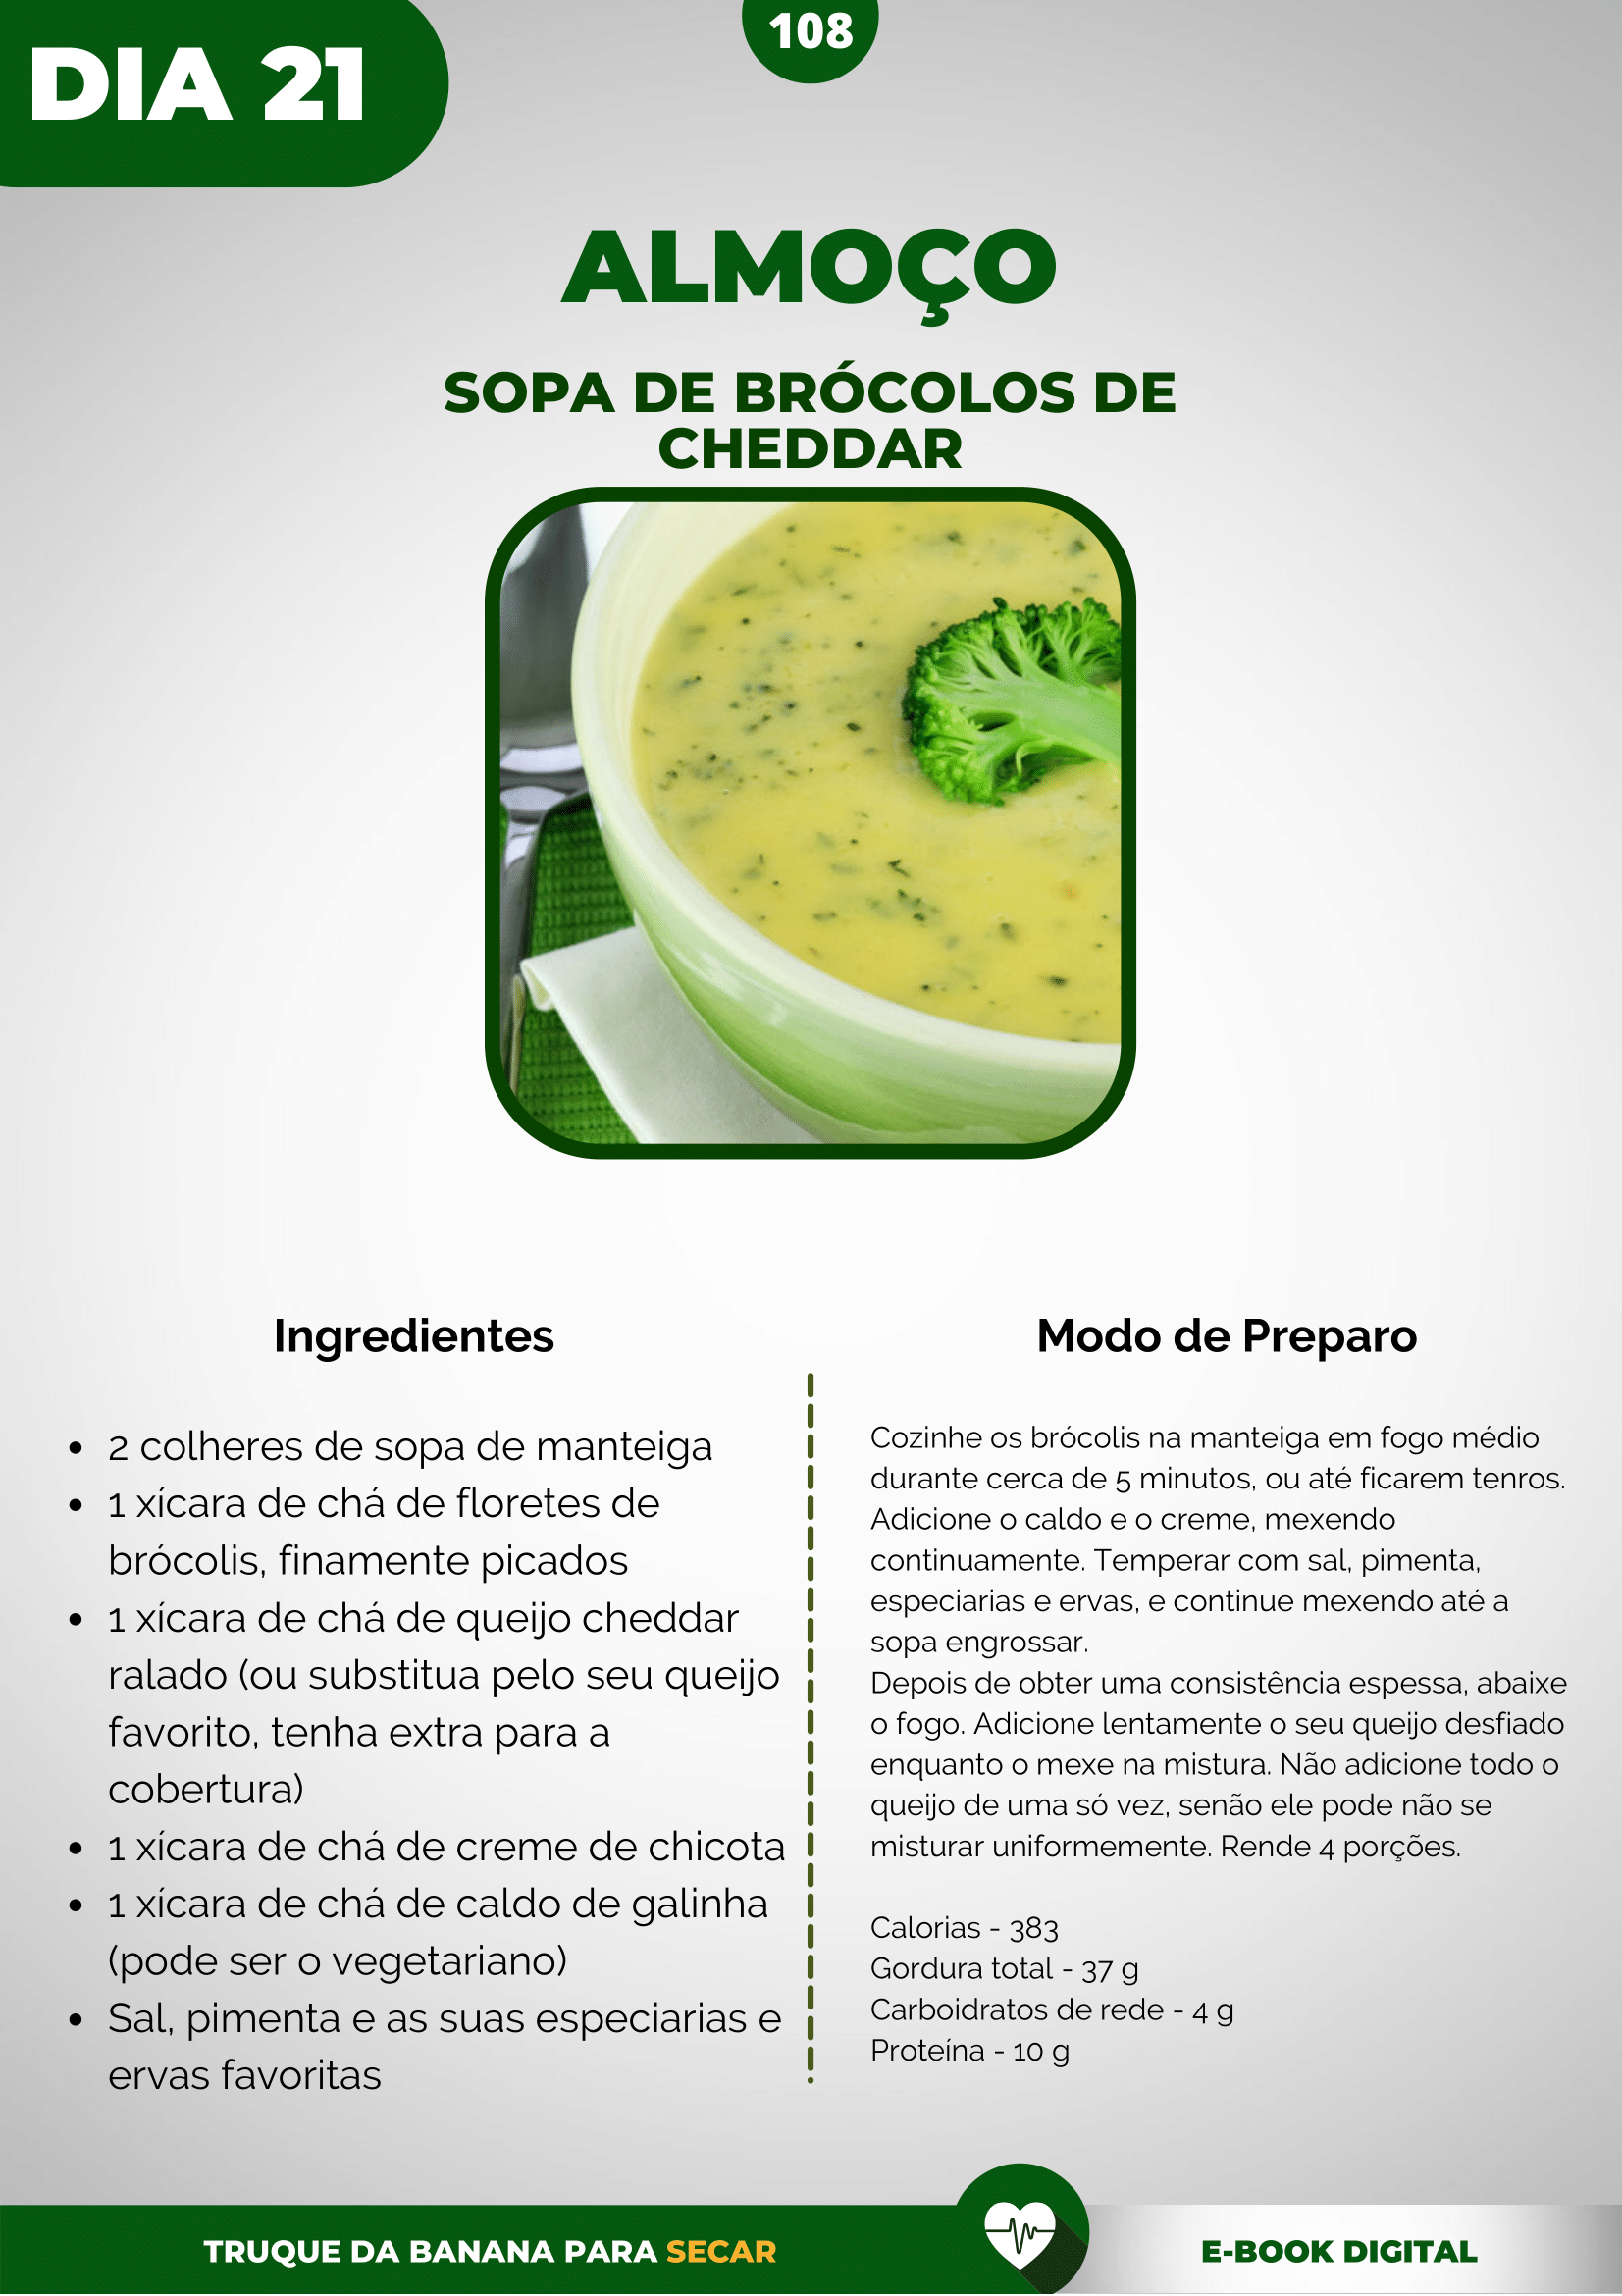 DIA 21
108
ALMOÇO
SOPA DE BRÓCOLOS DE
CHEDDAR
Ingredientes
• 2 colheres de sopa de manteiga
• 1 xícara de chá de floretes de
brócolis, finamente picados
• 1 xícara de chá de queijo cheddar
ralado (ou substitua pelo seu queijo
favorito, tenha extra para a
cobertura)
• 1 xícara de chá de creme de chicota
• 1 xícara de chá de caldo de galinha
(pode ser o vegetariano)
• Sal, pimenta e as suas especiarias e
ervas favoritas
Modo de Preparo
Cozinhe os brócolis na manteiga em fogo médio
durante cerca de 5 minutos, ou até ficarem tenros.
Adicione o caldo e o creme, mexendo
continuamente. Temperar com sal, pimenta,
especiarias e ervas, e continue mexendo até a
sopa engrossar.
Depois de obter uma consistência espessa, abaixe
o fogo. Adicione lentamente o seu queijo desfiado
enquanto o mexe na mistura. Não adicione todo o
queijo de uma só vez, senão ele pode não se
misturar uniformemente. Rende 4 porções.
Calorias - 383
Gordura total - 37 g
Carboidratos de rede - 4 g
Proteína - 10 g
TRUQUE DA BANANA PARA SECAR
E-BOOK DIGITAL